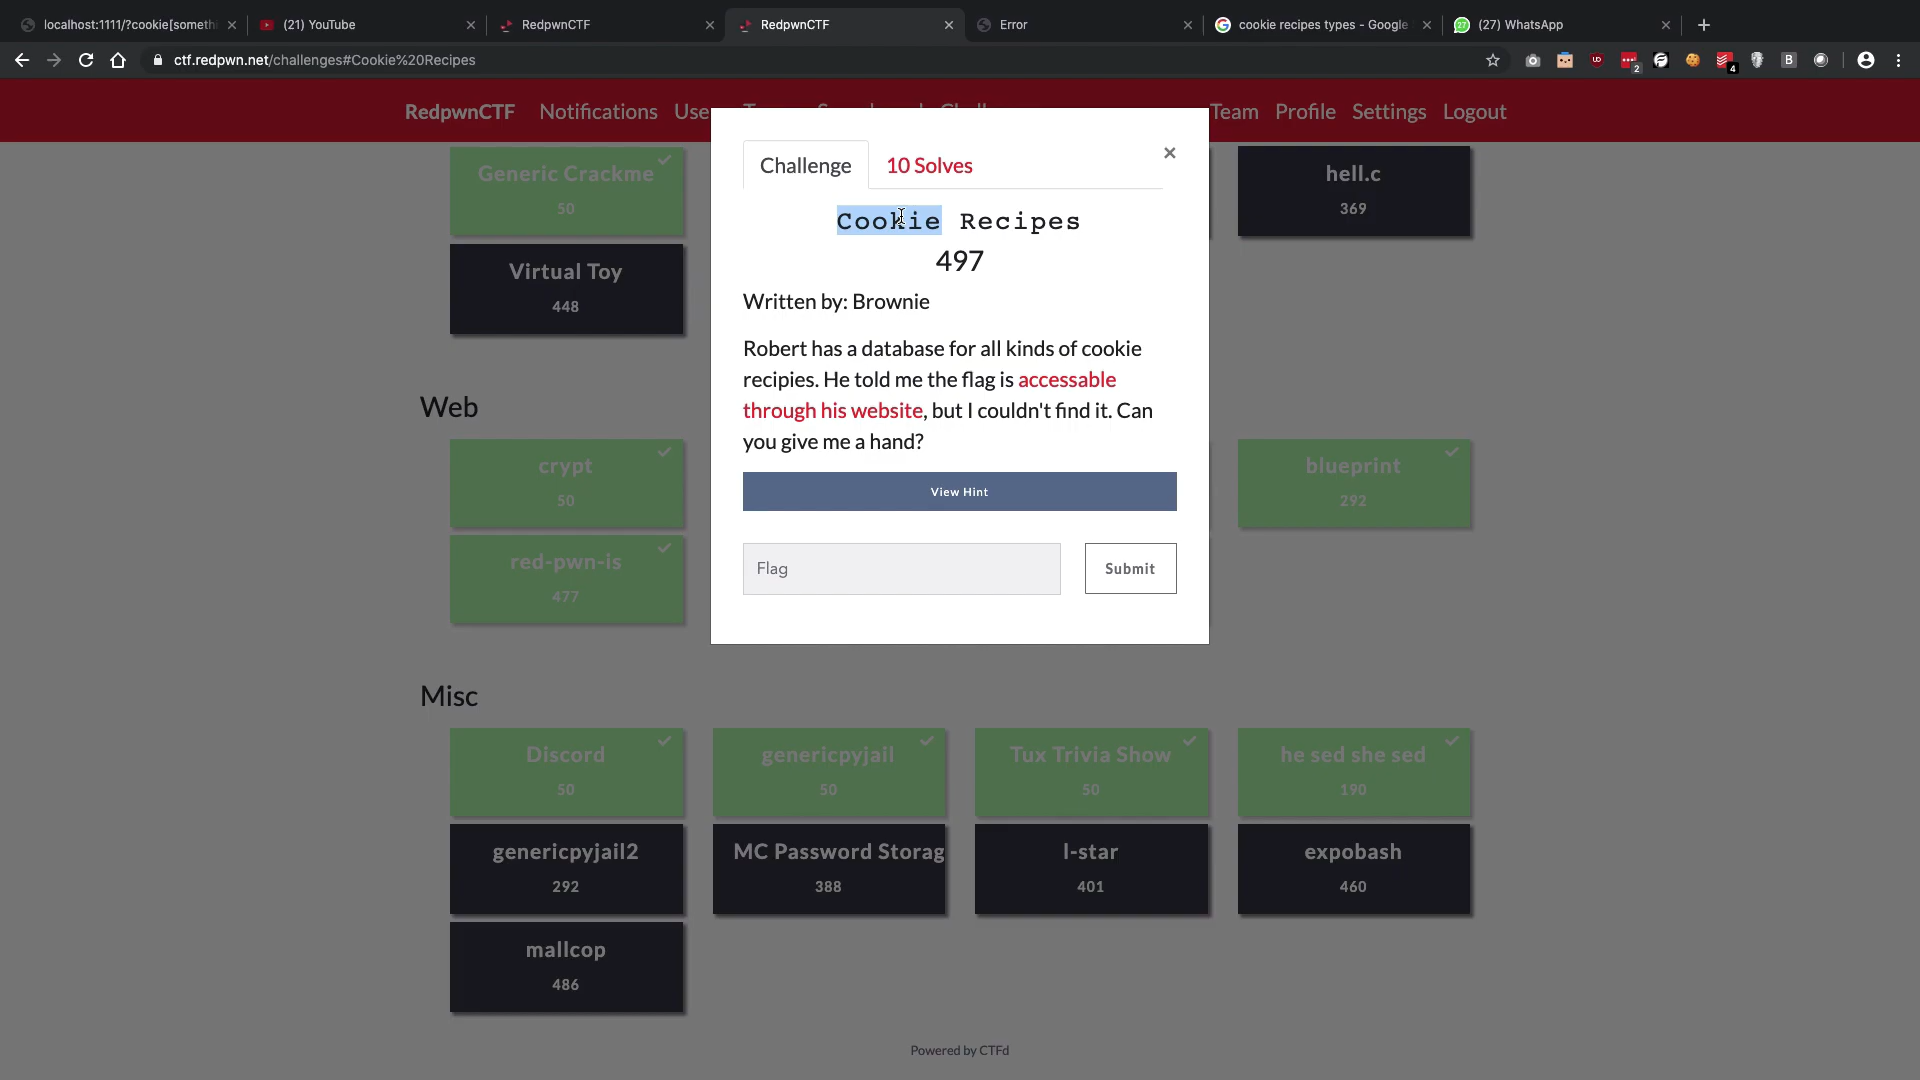 localhost:1111/?cookie[someth
(21) YouTube
RedpwnCTF
RedpwnCTF
Error
cookie recipes types - Google
(27) WhatsApp
ctf.redpwn.net/challenges#Cookie%20Recipes
RedpwnCTF Notifications Team Profile Settings Logout
Challenge
10 Solves
Cookie Recipes
497
Written by: Brownie
Robert has a database for all kinds of cookie
recipies. He told me the flag is accessable
through his website, but I couldn't find it. Can
you give me a hand?
View Hint
Flag
Submit
Generic Crackme
50
hell.c
369
Virtual Toy
448
Web
crypt
50
blueprint
292
red-pwn-is
477
Misc
Discord
50
genericpyjail
50
Tux Trivia Show
50
he sed she sed
190
genericpyjail2
292
MC Password Storag
388
l-star
401
expobash
460
mallcop
486
Powered by CTFd